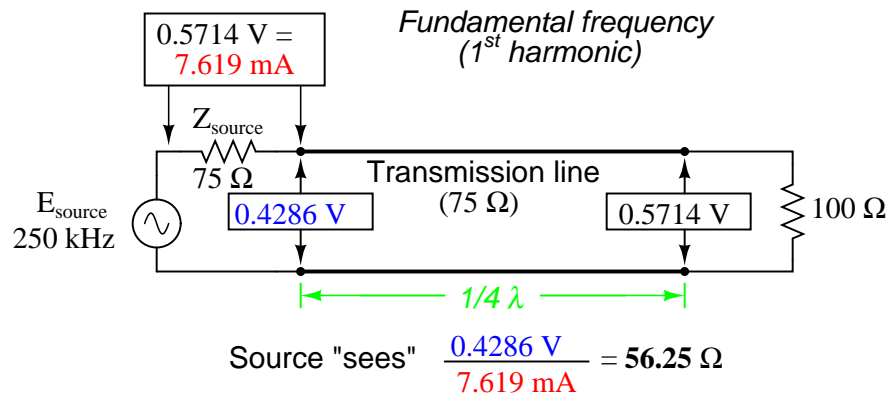 Fundamental frequency
(1st harmonic)
0.5714 V =
7.619 mA
Zsource
75 Ω
Transmission line
(75 Ω)
Esource
250 kHz
0.4286 V
0.5714 V
100 Ω
1/4 λ
Source "sees" 0.4286 V / 7.619 mA = 56.25 Ω